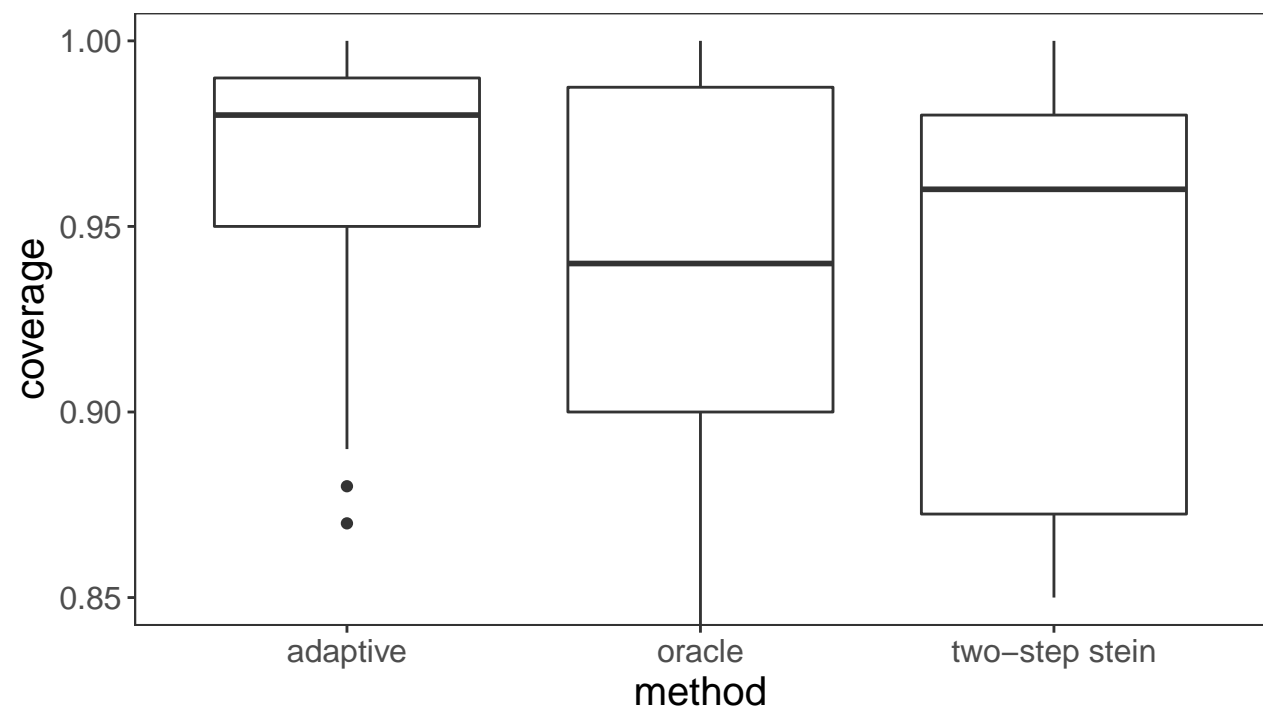 1.00
0.95
0.90
0.85
coverage
adaptive
oracle
two−step stein
method